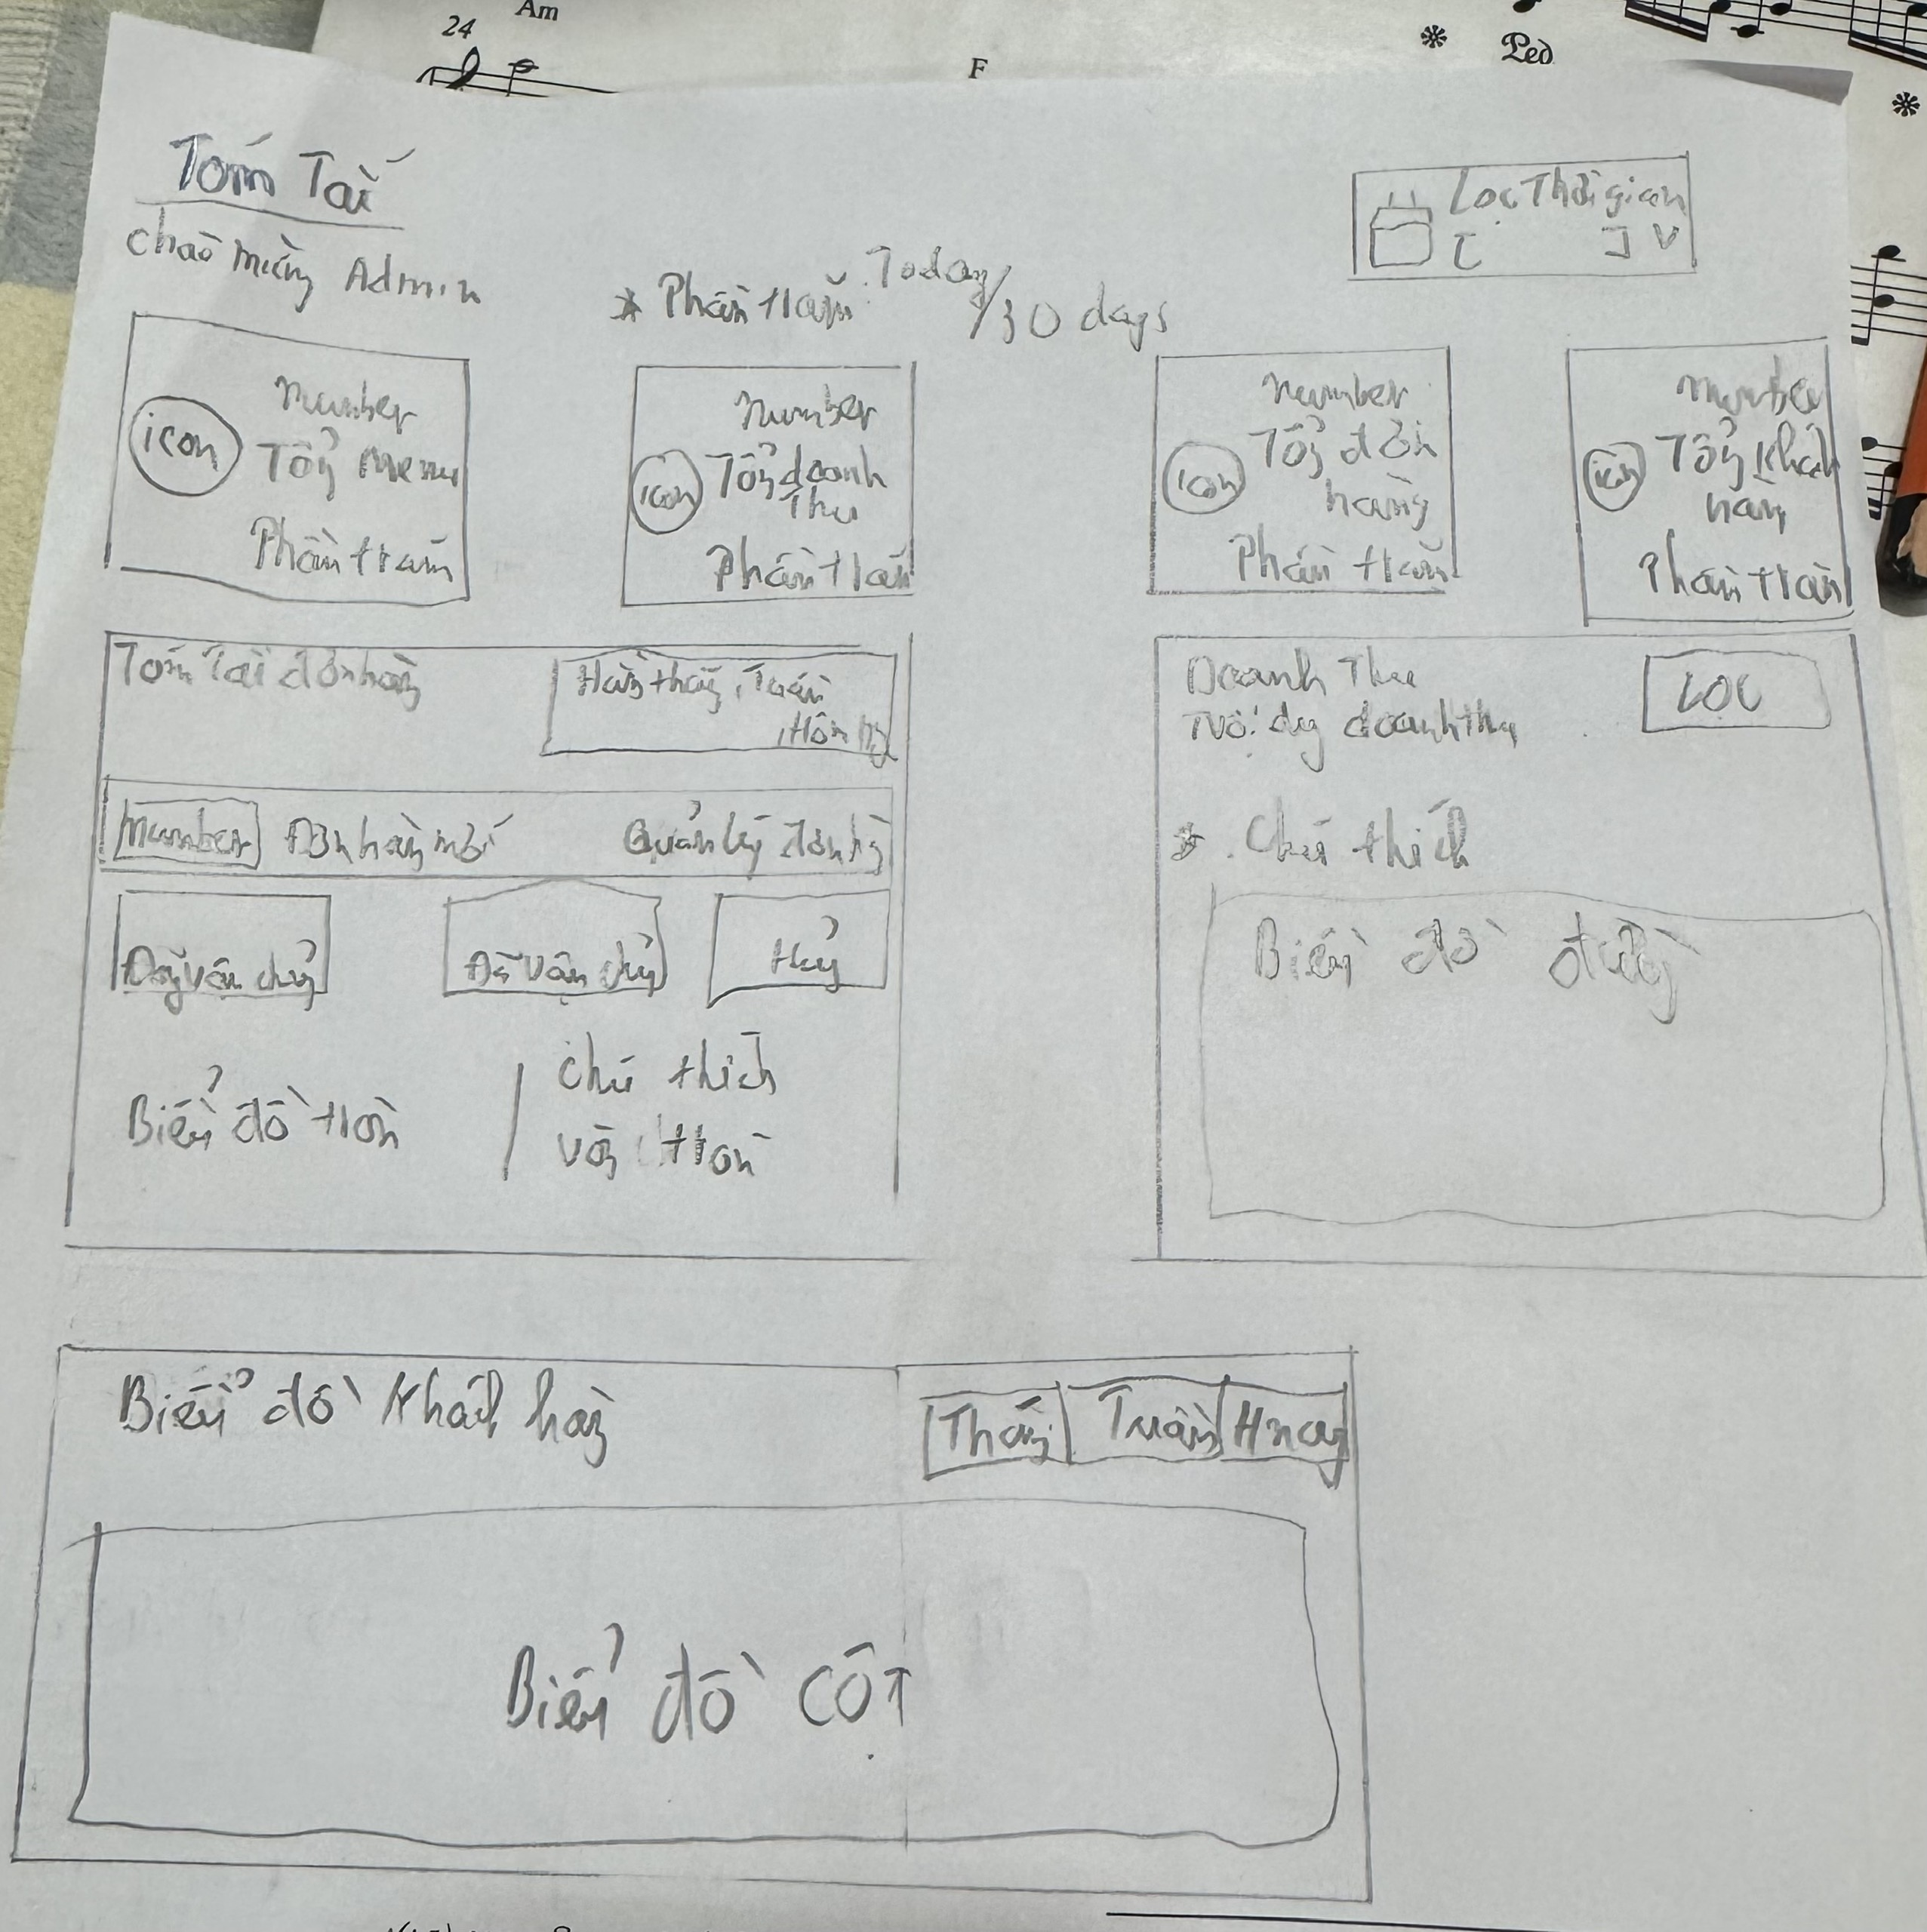 24
Am
F
Ped
Tóm Tắt
chào mừng Admin
Lọc Thời gian
* Phần trăm: Today/30 days
icon
Number
Tổng Menu
Phần trăm
icon
Number
Tổng doanh
Thu
Phần trăm
icon
Number
Tổng đơn
hàng
Phần trăm
icon
Number
Tổng Khách
hàng
Phần trăm
Tóm Tắt đơn hàng
Hàng tháng, Tuần
, Hôm nay
Number
Đơn hàng mới
Quản lý đơn hg
Đang vận chuyển
Đã vận chuyển
Hủy
Biểu đồ tròn
Chú thích
vòng tròn
Doanh Thu
Tuyệt đối doanh thu
LỌC
* Chú thích
Biểu đồ đường
Biểu đồ Khách hàng
Tháng
Tuần
Hnay
Biểu đồ CỘT